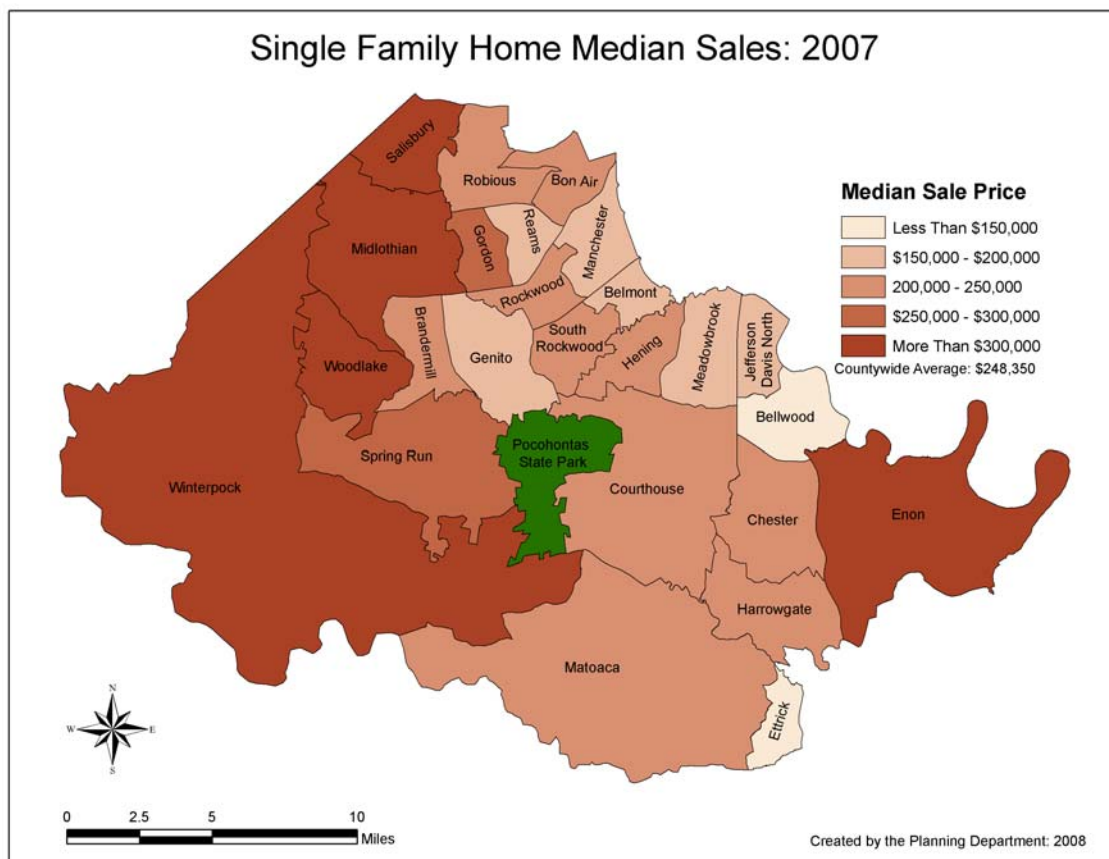 Single Family Home Median Sales: 2007
Salisbury
Robious
Bon Air
Midlothian
Gordon
Reams
Manchester
Rockwood
Belmont
Brandermill
Genito
South
Rockwood
Hening
Meadowbrook
Jefferson
Davis North
Woodlake
Bellwood
Spring Run
Pocohontas
State Park
Winterpock
Courthouse
Chester
Enon
Harrowgate
Matoaca
Ettrick
Median Sale Price
Less Than $150,000
$150,000 - $200,000
200,000 - 250,000
$250,000 - $300,000
More Than $300,000
Countywide Average: $248,350
N
W
E
S
0 2.5 5 10
Miles
Created by the Planning Department: 2008